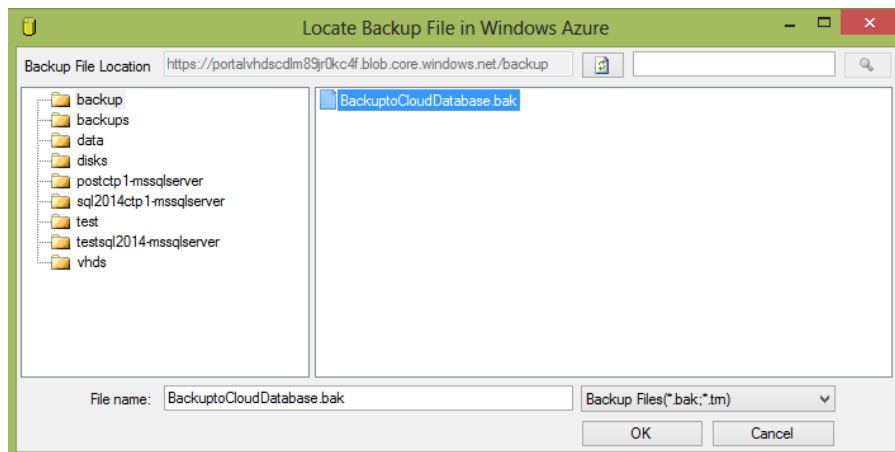 Locate Backup File in Windows Azure
Backup File Location https://portalvhdscdlm89jr0kc4f.blob.core.windows.net/backup
backup
backups
data
disks
postctp1-mssqlserver
sql2014ctp1-mssqlserver
test
testsql2014-mssqlserver
vhds
BackuptoCloudDatabase.bak
File name: BackuptoCloudDatabase.bak Backup Files(*.bak;*.trn)
OK Cancel